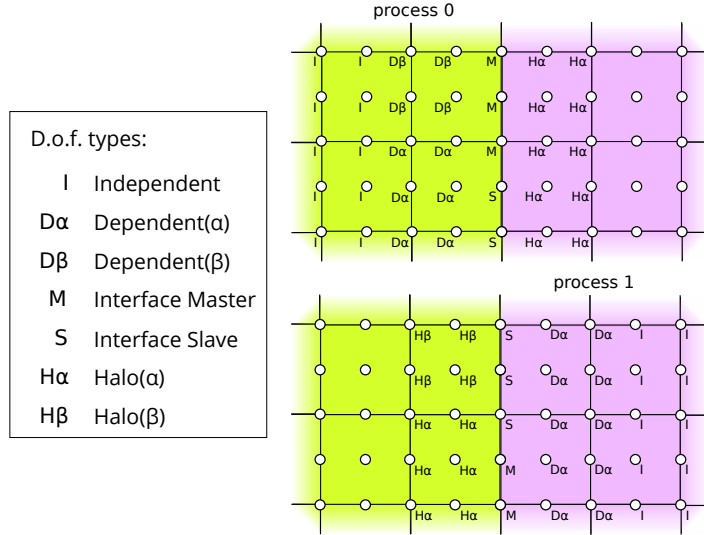 process 0
I I Dβ Dβ M Hα Hα
I I Dβ Dβ M Hα Hα
I I Dα Dα M Hα Hα
I I Dα Dα S Hα Hα
I I Dα Dα S Hα Hα
D.o.f. types:
I Independent
Dα Dependent(α)
Dβ Dependent(β)
M Interface Master
S Interface Slave
Hα Halo(α)
Hβ Halo(β)
process 1
Hβ Hβ S Dα Dα I I
Hβ Hβ S Dα Dα I I
Hα Hα S Dα Dα I I
Hα Hα M Dα Dα I I
Hα Hα M Dα Dα I I